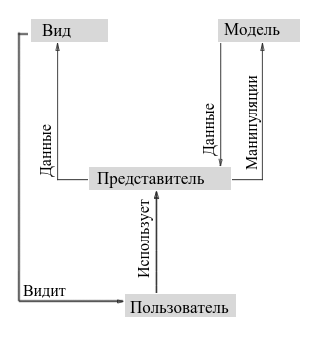 Вид
Модель
Данные
Данные
Манипуляции
Представитель
Использует
Видит
Пользователь